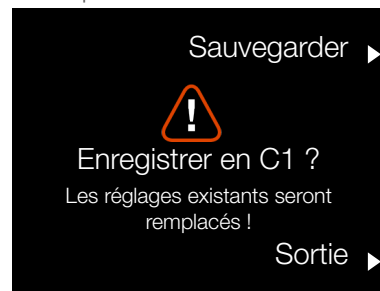 Sauvegarder
Enregistrer en C1 ?
Les réglages existants seront
remplacés !
Sortie